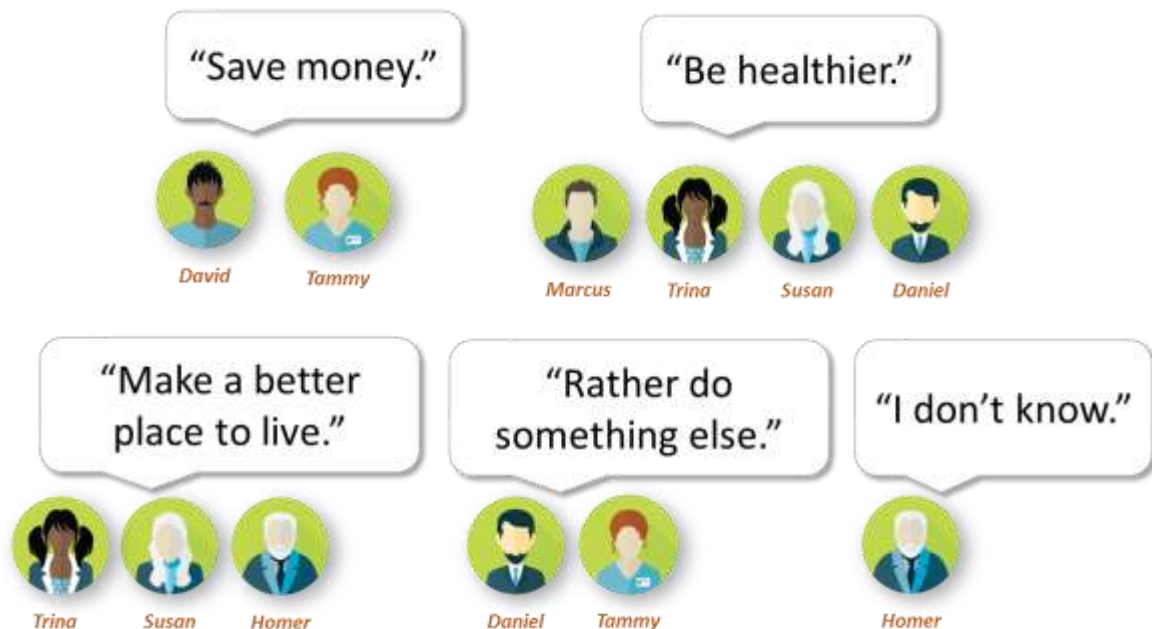 “Save money.”
“Be healthier.”
David
Tammy
Marcus
Trina
Susan
Daniel
“Make a better
place to live.”
“Rather do
something else.”
“I don’t know.”
Trina
Susan
Homer
Daniel
Tammy
Homer